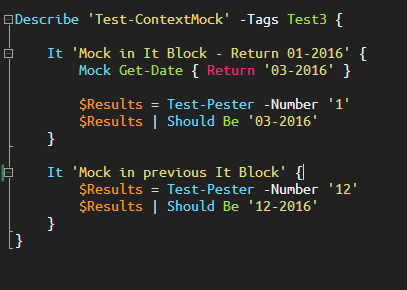 Describe 'Test-ContextMock' -Tags Test3 {
It 'Mock in It Block - Return 01-2016' {
Mock Get-Date { Return '03-2016' }
$Results = Test-Pester -Number '1'
$Results | Should Be '03-2016'
}
It 'Mock in previous It Block' {
$Results = Test-Pester -Number '12'
$Results | Should Be '12-2016'
}
}